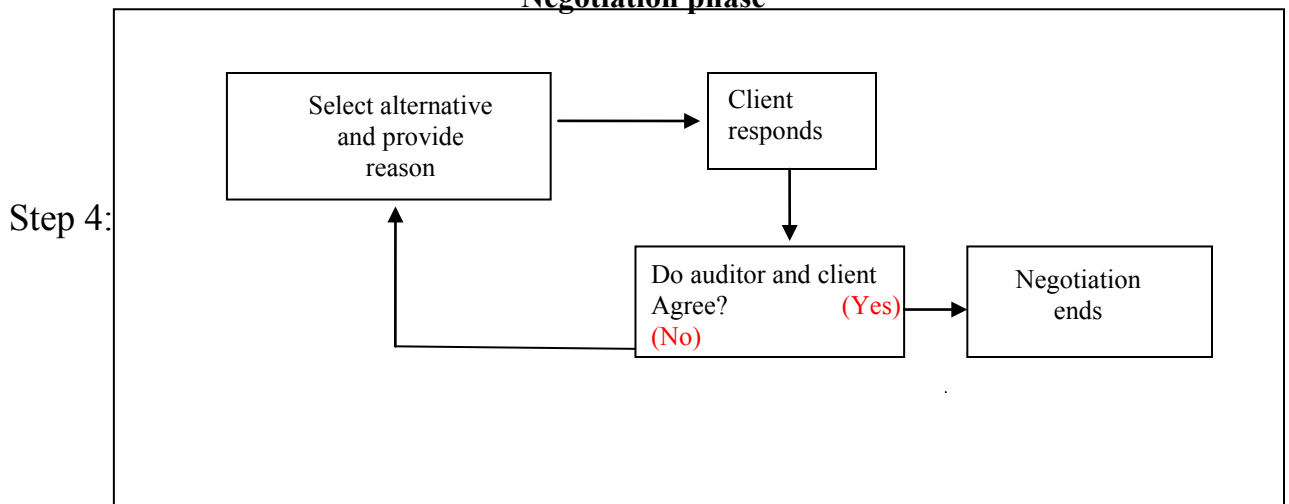 Negotiation phase
Select alternative
and provide
reason
Client
responds
Step 4:
Do auditor and client
Agree? (Yes)
(No)
Negotiation
ends